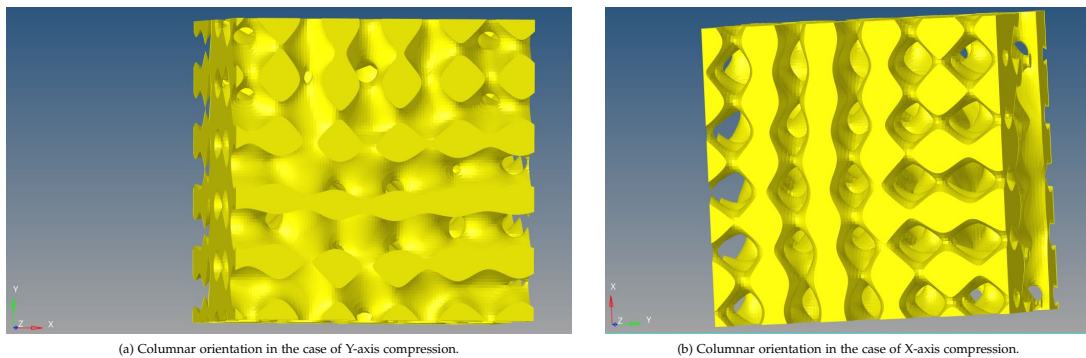 Y
Z
X
X
Z
Y
(a) Columnar orientation in the case of Y-axis compression.
(b) Columnar orientation in the case of X-axis compression.